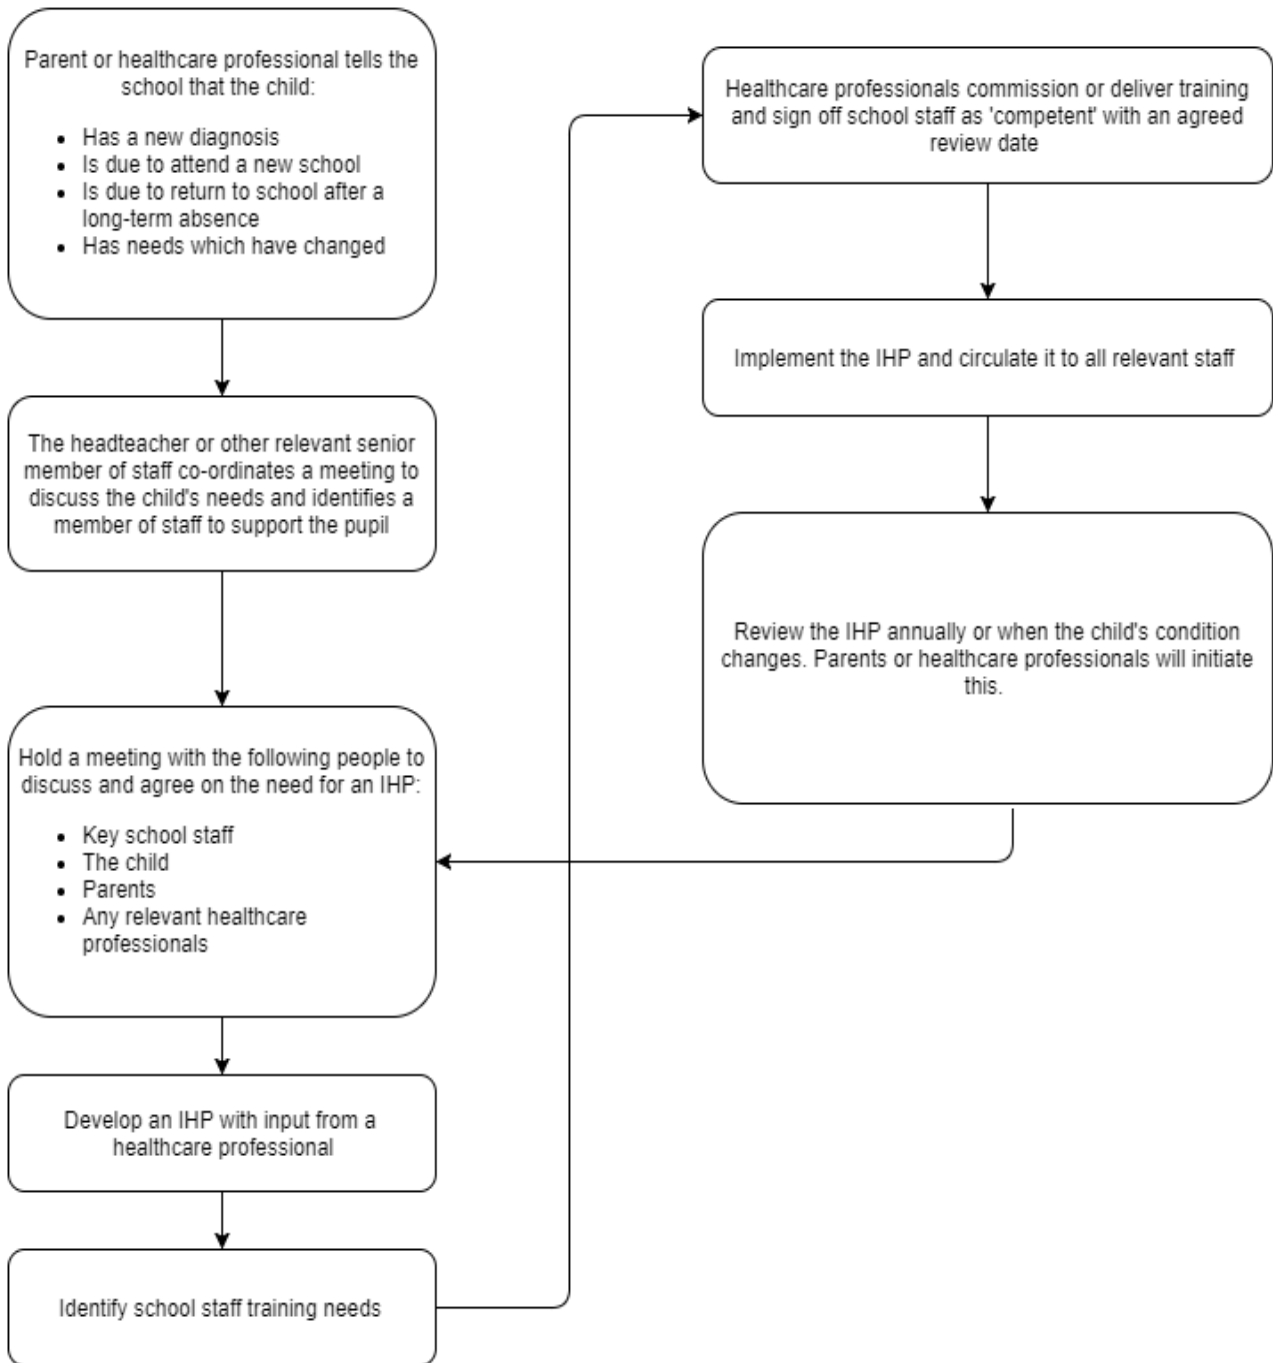 Parent or healthcare professional tells the
school that the child:
• Has a new diagnosis
• Is due to attend a new school
• Is due to return to school after a
long-term absence
• Has needs which have changed
The headteacher or other relevant senior
member of staff co-ordinates a meeting to
discuss the child's needs and identifies a
member of staff to support the pupil
Hold a meeting with the following people to
discuss and agree on the need for an IHP:
• Key school staff
• The child
• Parents
• Any relevant healthcare
professionals
Develop an IHP with input from a
healthcare professional
Identify school staff training needs
Healthcare professionals commission or deliver training
and sign off school staff as 'competent' with an agreed
review date
Implement the IHP and circulate it to all relevant staff
Review the IHP annually or when the child's condition
changes. Parents or healthcare professionals will initiate
this.